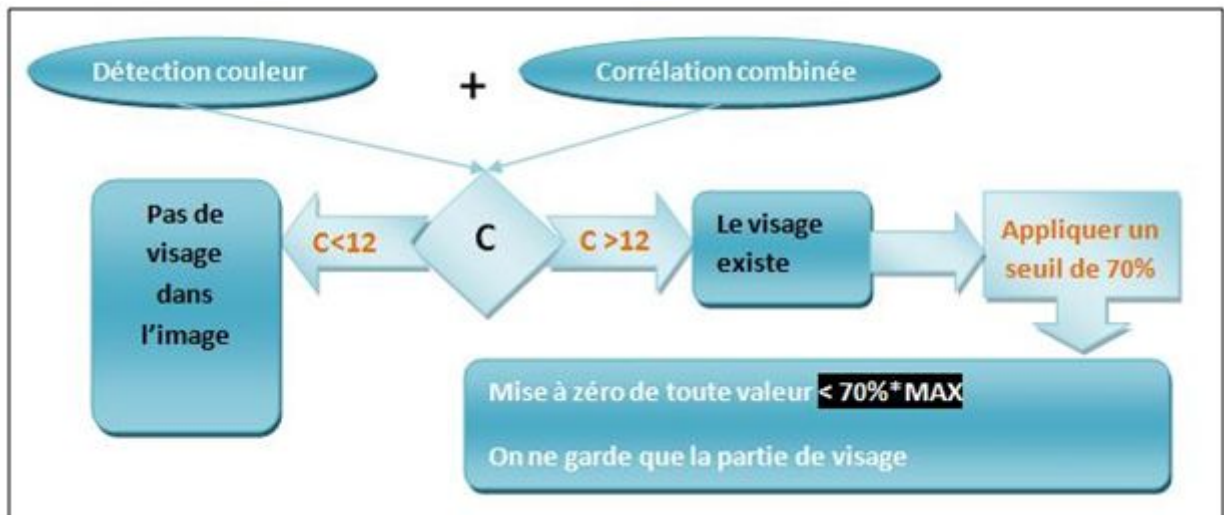 Détection couleur
+
Corrélation combinée
Pas de
visage
dans
l'image
C<12
C
C >12
Le visage
existe
Appliquer un
seuil de 70%
Mise à zéro de toute valeur < 70%*MAX
On ne garde que la partie de visage